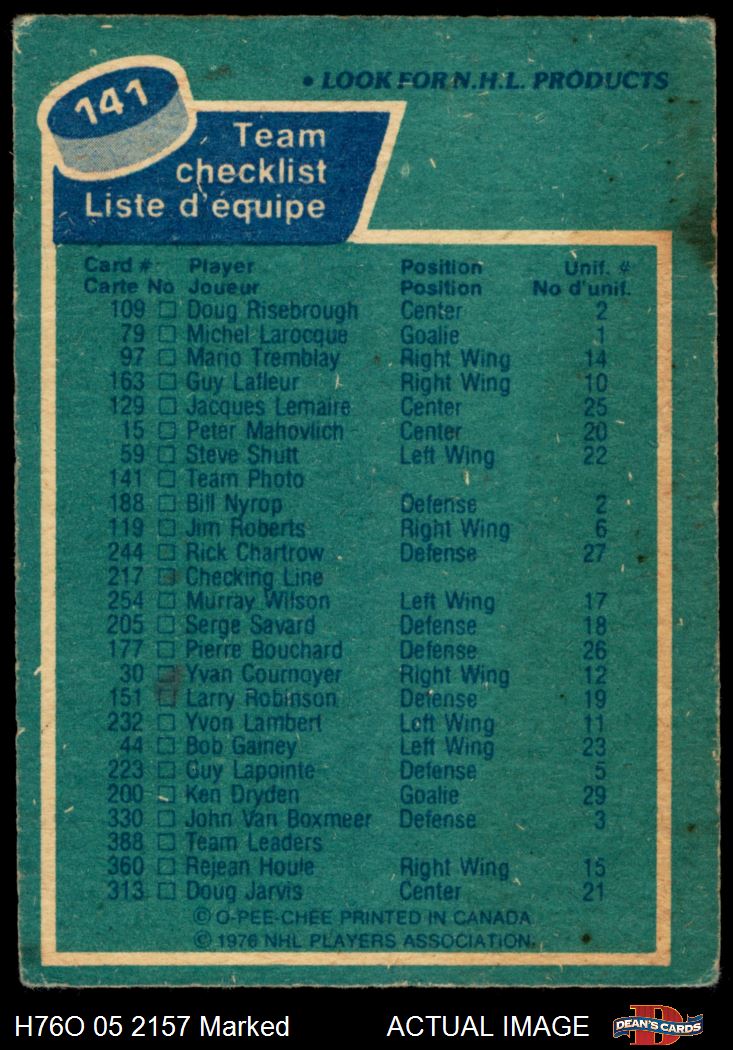 141
• LOOK FOR N.H.L. PRODUCTS
Team
checklist
Liste d'équipe
Card # Player Position Unif. #
Carte No Joueur Position No d'unif.
109 Doug Risebrough Center 2
79 Michel Larocque Goalie 1
97 Mario Tremblay Right Wing 14
163 Guy Lafleur Right Wing 10
129 Jacques Lemaire Center 25
15 Peter Mahovlich Center 20
59 Steve Shutt Left Wing 22
141 Team Photo
188 Bill Nyrop Defense 2
119 Jim Roberts Right Wing 6
244 Rick Chartrow Defense 27
217 Checking Line
254 Murray Wilson Left Wing 17
205 Serge Savard Defense 18
177 Pierre Bouchard Defense 26
30 Yvan Cournoyer Right Wing 12
151 Larry Robinson Defense 19
232 Yvon Lambert Left Wing 11
44 Bob Gainey Left Wing 23
223 Guy Lapointe Defense 5
200 Ken Dryden Goalie 29
330 John Van Boxmeer Defense 3
388 Team Leaders
360 Rejean Houle Right Wing 15
313 Doug Jarvis Center 21
© O-PEE-CHEE PRINTED IN CANADA
© 1976 NHL PLAYERS ASSOCIATION.
H76O 05 2157 Marked ACTUAL IMAGE D DEAN'S CARDS